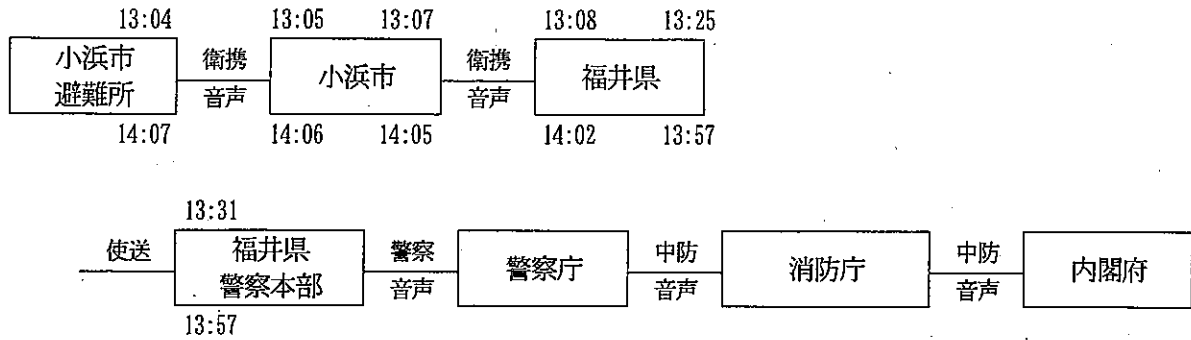 13:04 13:05 13:07 13:08 13:25
小浜市
避難所
衛携
音声
小浜市
衛携
音声
福井県
14:07 14:06 14:05 14:02 13:57
13:31
使送
福井県
警察本部
警察
音声
警察庁
中防
音声
消防庁
中防
音声
内閣府
13:57